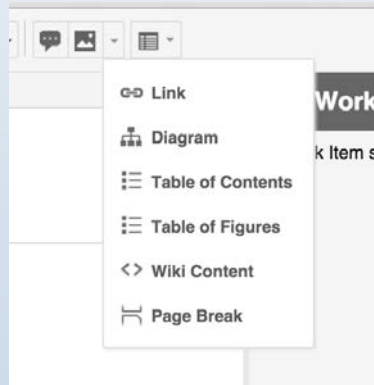 Link
Work
Diagram
k Item s
Table of Contents
Table of Figures
Wiki Content
Page Break